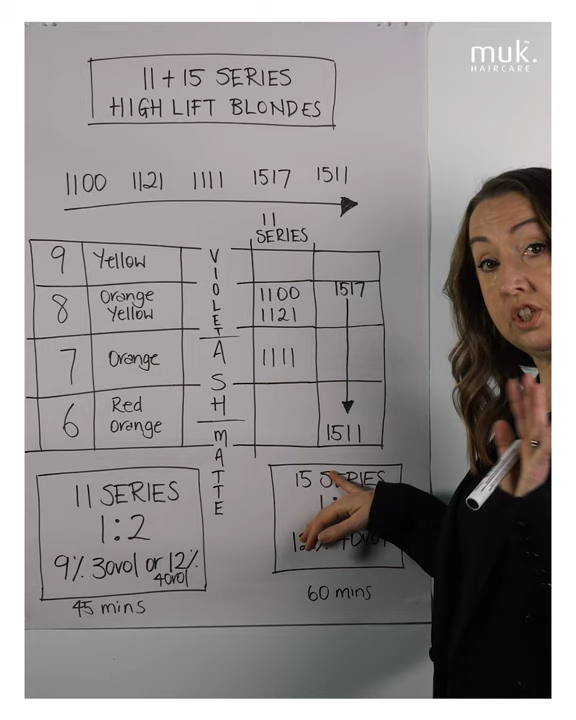 muk.
HAIRCARE
11 + 15 SERIES
HIGH LIFT BLONDES
1100 1121 1111 1517 1511
11
SERIES
9 Yellow
8 Orange Yellow 1100 1121 1517
7 Orange 1111
6 Red Orange 1511
VIOLET
ASH
MATTE
11 SERIES
1:2
9% 30vol or 12%
40vol
45 mins
15 SERIES
40vol
60 mins